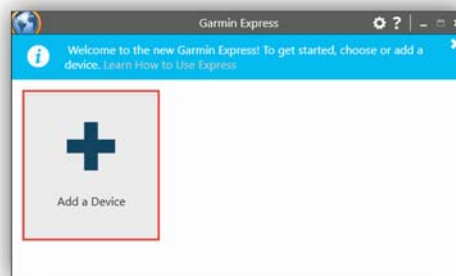 Garmin Express
Welcome to the new Garmin Express! To get started, choose or add a
device. Learn How to Use Express
Add a Device